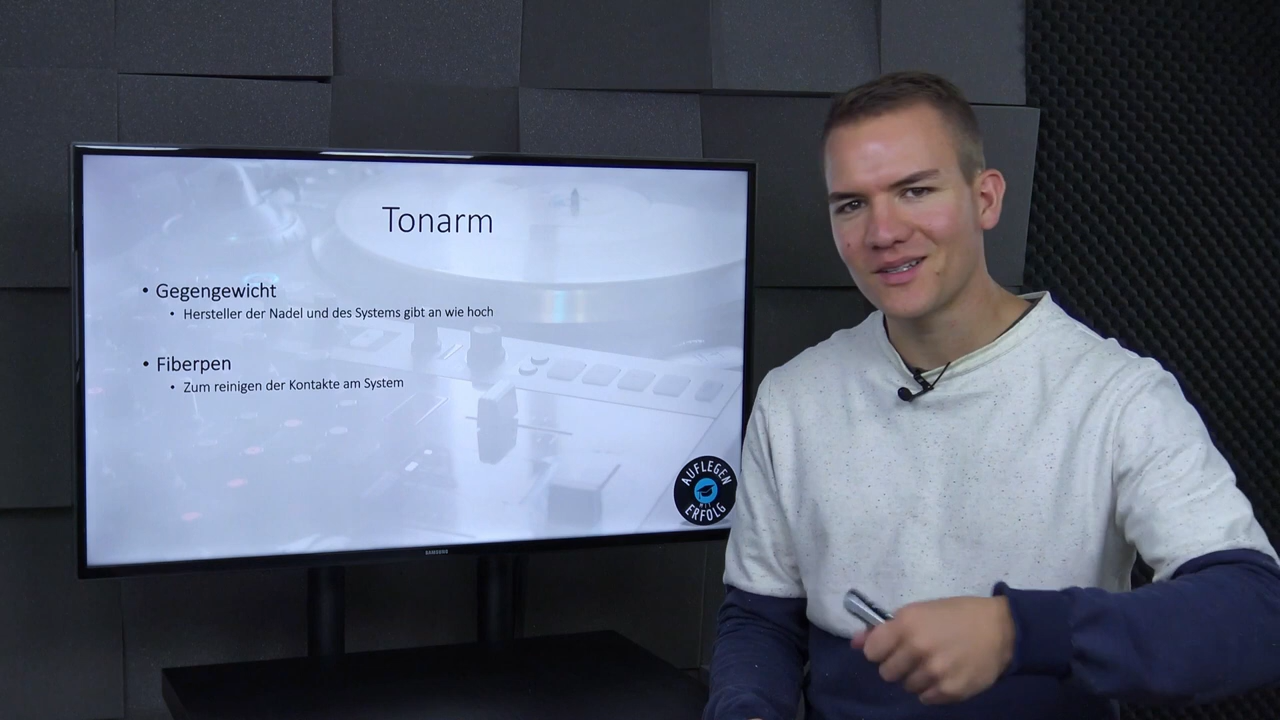 Tonarm
• Gegengewicht
• Hersteller der Nadel und des Systems gibt an wie hoch
• Fiberpen
• Zum reinigen der Kontakte am System
AUFLEGEN
MIT
ERFOLG
SAMSUNG